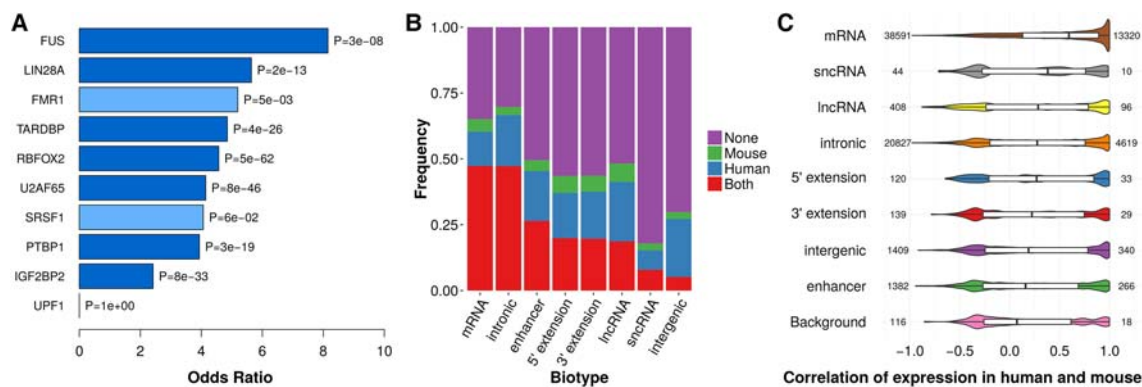 A
FUS P=3e-08
LIN28A P=2e-13
FMR1 P=5e-03
TARDBP P=4e-26
RBFOX2 P=5e-62
U2AF65 P=8e-46
SRSF1 P=6e-02
PTBP1 P=3e-19
IGF2BP2 P=8e-33
UPF1 P=1e+00
0 2 4 6 8 10
Odds Ratio
B
Frequency
1.00
0.75
0.50
0.25
0.00
mRNA
intronic
enhancer
5' extension
3' extension
lncRNA
sncRNA
intergenic
Biotype
None
Mouse
Human
Both
C
mRNA 38591 13320
sncRNA 44 10
lncRNA 408 96
intronic 20827 4619
5' extension 120 33
3' extension 139 29
intergenic 1409 340
enhancer 1382 266
Background 116 18
-1.0 -0.5 0.0 0.5 1.0
Correlation of expression in human and mouse